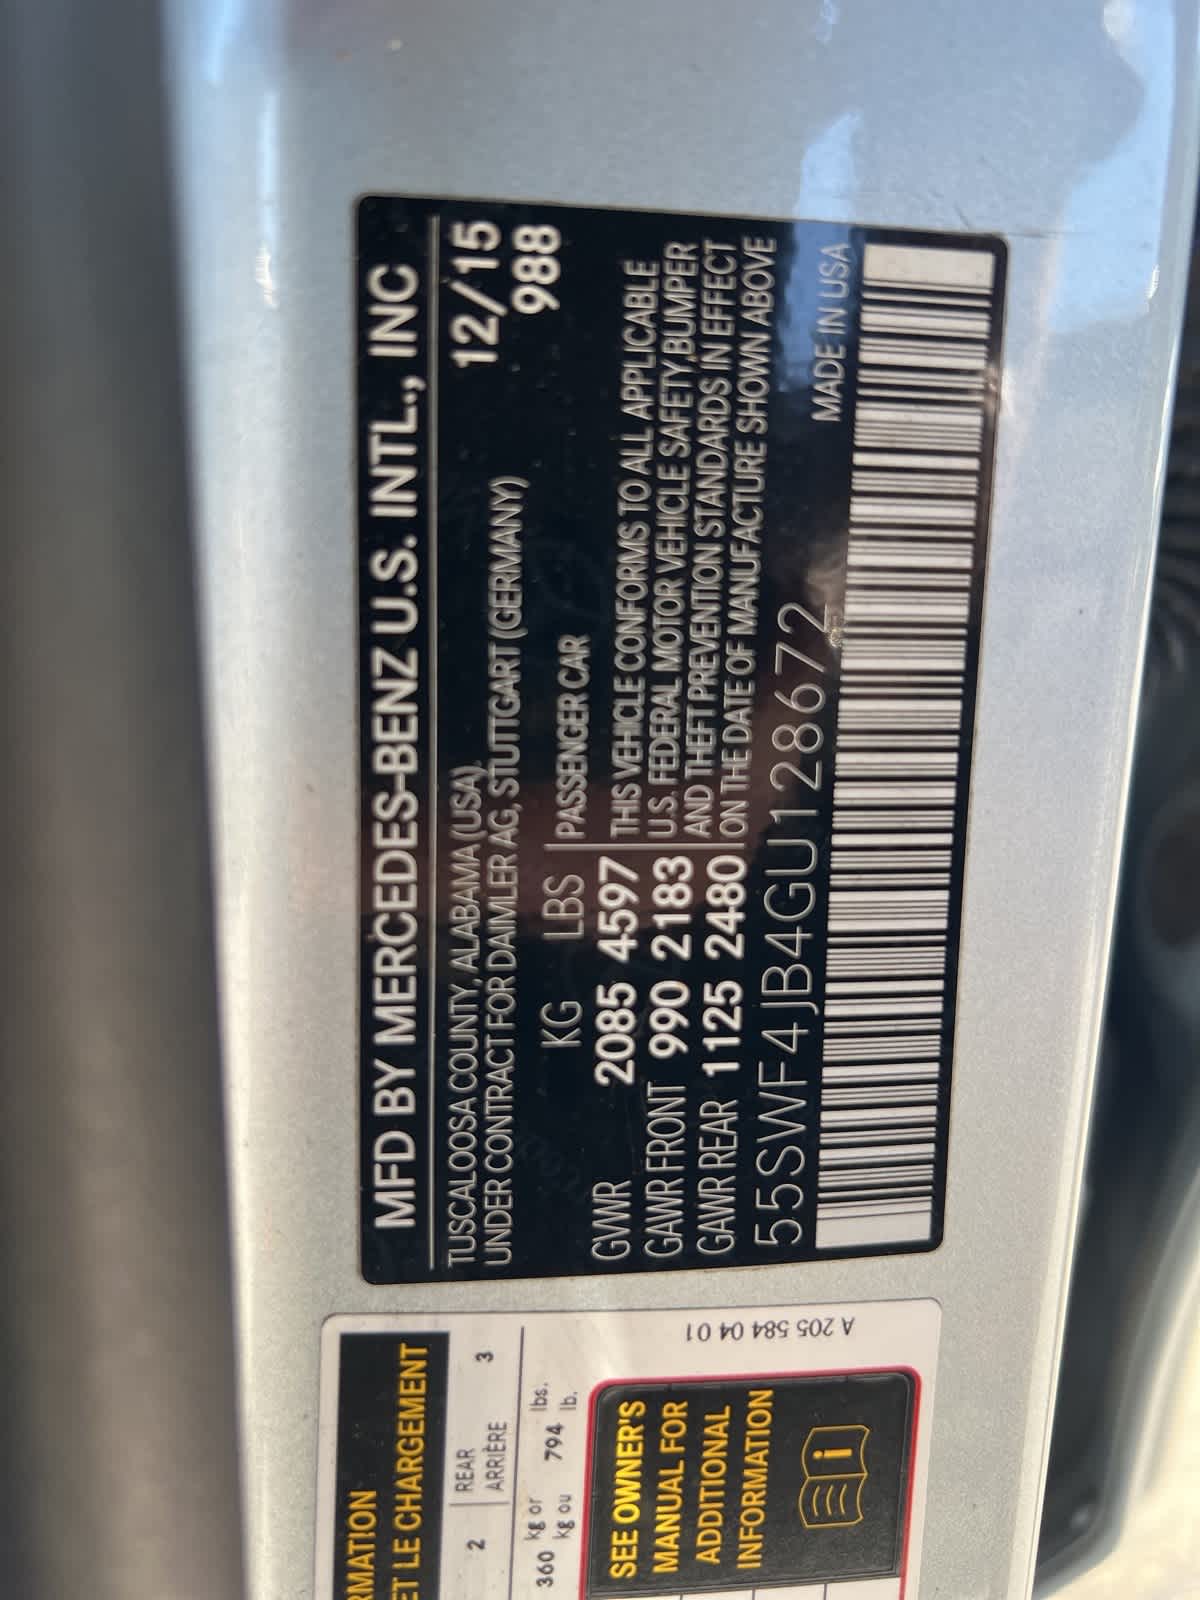 MFD BY MERCEDES-BENZ U.S. INTL., INC
TUSCALOOSA COUNTY, ALABAMA (USA). 12/15
UNDER CONTRACT FOR DAIMLER AG, STUTTGART (GERMANY) 988
KG LBS PASSENGER CAR
GVWR 2085 4597 THIS VEHICLE CONFORMS TO ALL APPLICABLE
GAWR FRONT 990 2183 U.S. FEDERAL MOTOR VEHICLE SAFETY, BUMPER
GAWR REAR 1125 2480 AND THEFT PREVENTION STANDARDS IN EFFECT
ON THE DATE OF MANUFACTURE SHOWN ABOVE
55SWF4JB4GU128672 MADE IN USA
RMATION
ET LE CHARGEMENT
2 REAR
ARRIÈRE 3
360 kg or 794 lbs.
kg ou lb.
SEE OWNER'S
MANUAL FOR
ADDITIONAL
INFORMATION
i
A 205 584 04 01